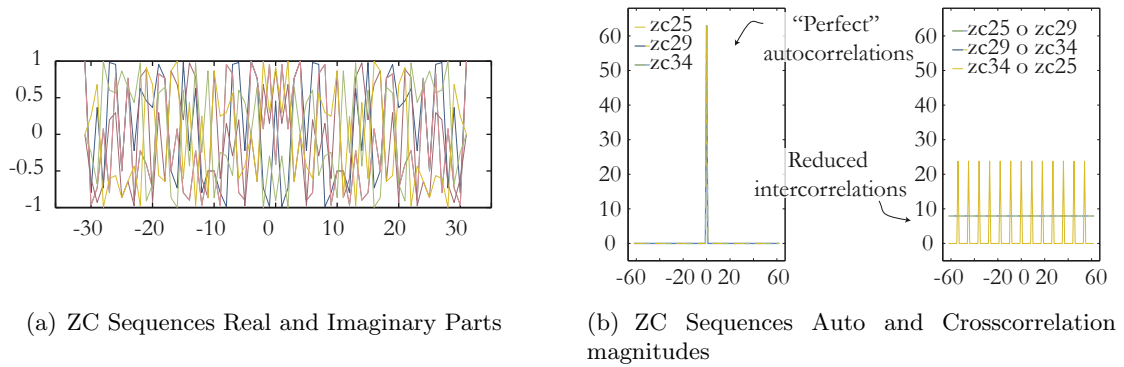 1
0.5
0
-0.5
-1
-30 -20 -10 0 10 20 30
(a) ZC Sequences Real and Imaginary Parts
60
50
40
30
20
10
0
zc25
zc29
zc34
-60 -20 0 20 60
“Perfect”
autocorrelations
Reduced
intercorrelations
60
50
40
30
20
10
0
zc25 o zc29
zc29 o zc34
zc34 o zc25
-60 -20 0 20 60
(b) ZC Sequences Auto and Crosscorrelation
magnitudes